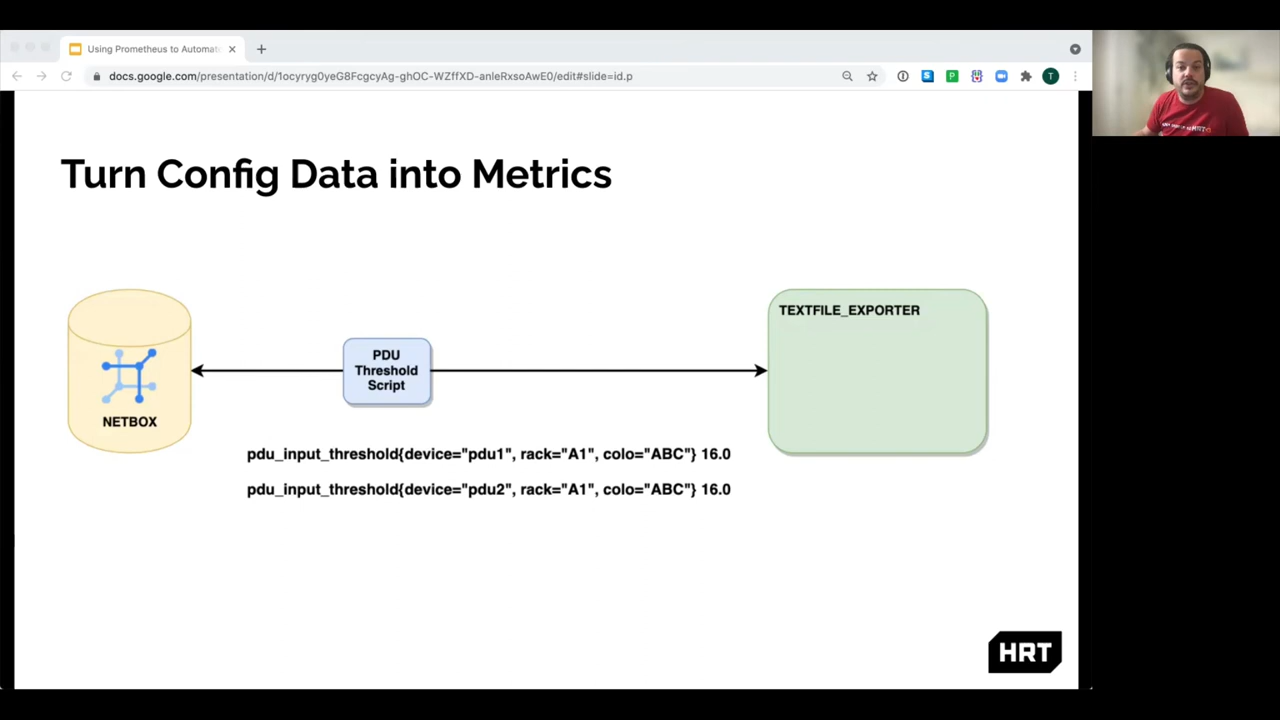 Using Prometheus to Automat
docs.google.com/presentation/d/1ocyryg0yeG8FcgcyAg-ghOC-WZffXD-anleRxsoAwE0/edit#slide=id.p
T
Turn Config Data into Metrics
TEXTFILE_EXPORTER
PDU
Threshold
Script
NETBOX
pdu_input_threshold{device="pdu1", rack="A1", colo="ABC"} 16.0
pdu_input_threshold{device="pdu2", rack="A1", colo="ABC"} 16.0
HRT